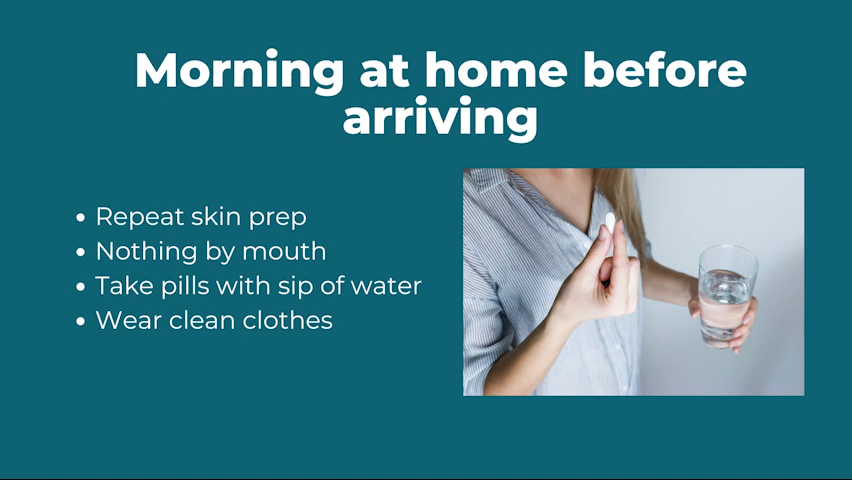 Morning at home before
arriving
• Repeat skin prep
• Nothing by mouth
• Take pills with sip of water
• Wear clean clothes